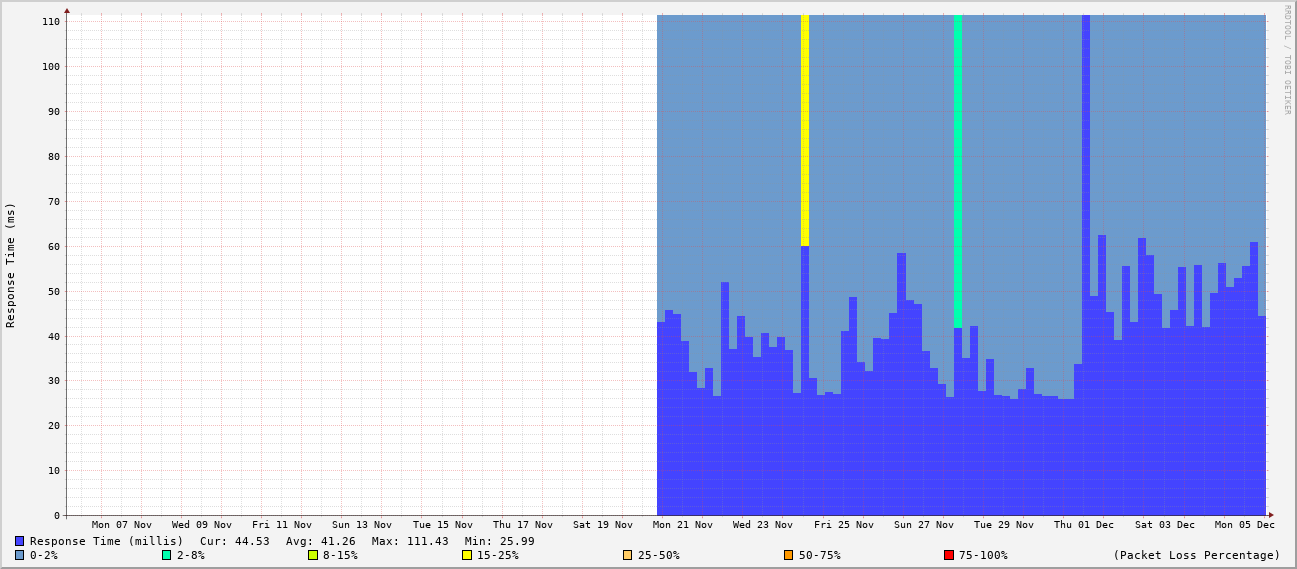 RRDTOOL / TOBI OETIKER
Response Time (ms)
110
100
90
80
70
60
50
40
30
20
10
0
Mon 07 Nov Wed 09 Nov Fri 11 Nov Sun 13 Nov Tue 15 Nov Thu 17 Nov Sat 19 Nov Mon 21 Nov Wed 23 Nov Fri 25 Nov Sun 27 Nov Tue 29 Nov Thu 01 Dec Sat 03 Dec Mon 05 Dec
Response Time (millis) Cur: 44.53 Avg: 41.26 Max: 111.43 Min: 25.99
0-2% 2-8% 8-15% 15-25% 25-50% 50-75% 75-100% (Packet Loss Percentage)